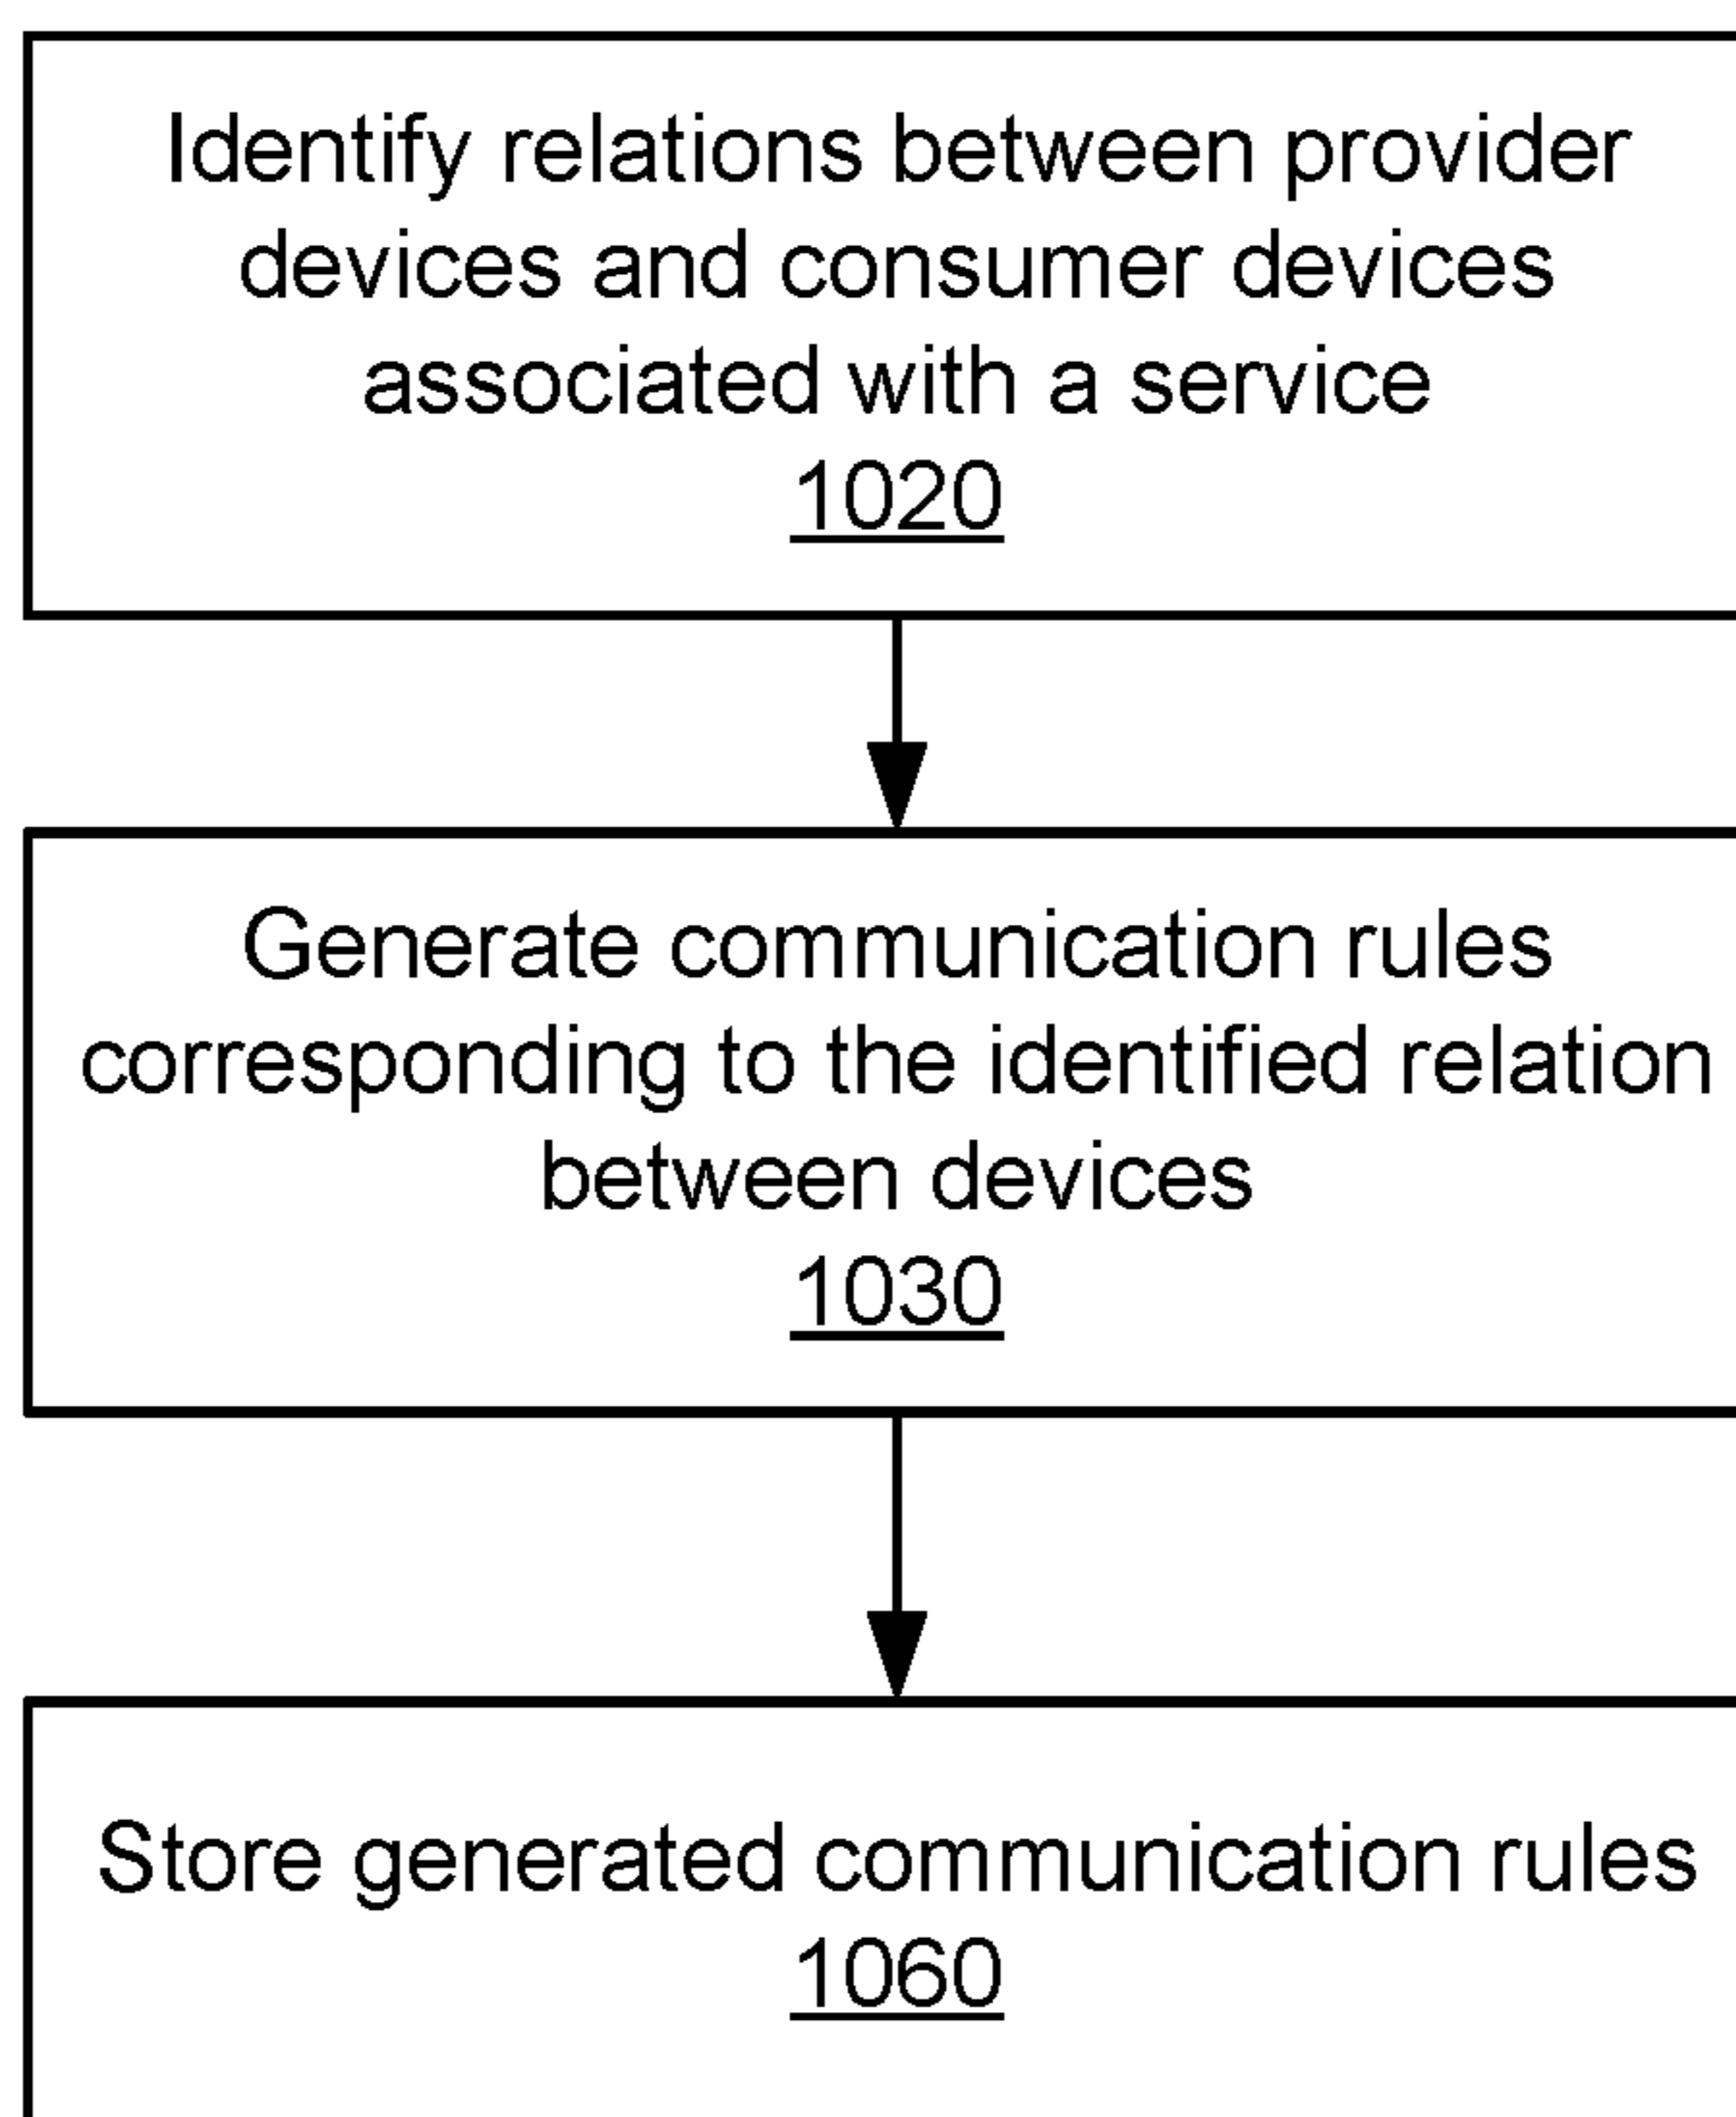 Identify relations between provider
devices and consumer devices
associated with a service
1020
Generate communication rules
corresponding to the identified relation
between devices
1030
Store generated communication rules
1060